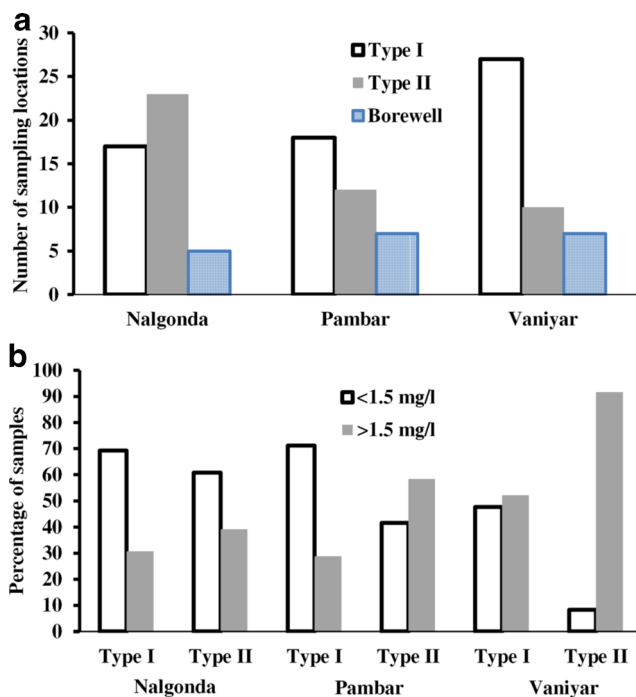 a
Number of sampling locations
30
25
20
15
10
5
0
Type I
Type II
Borewell
Nalgonda Pambar Vaniyar
b
Percentage of samples
100
90
80
70
60
50
40
30
20
10
0
<1.5 mg/l
>1.5 mg/l
Type I Type II Type I Type II Type I Type II
Nalgonda Pambar Vaniyar